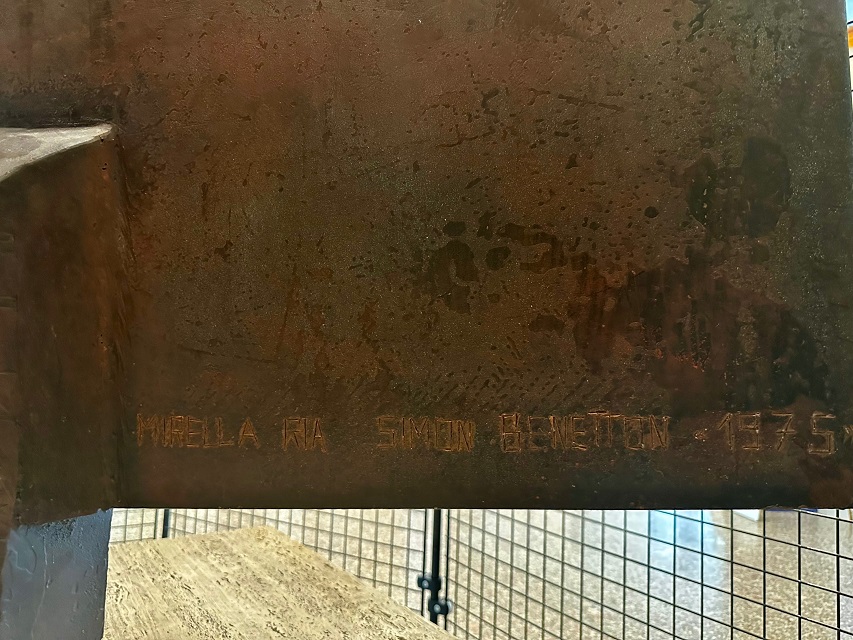 MIRELLA RIA SIMON BENETTON 1975